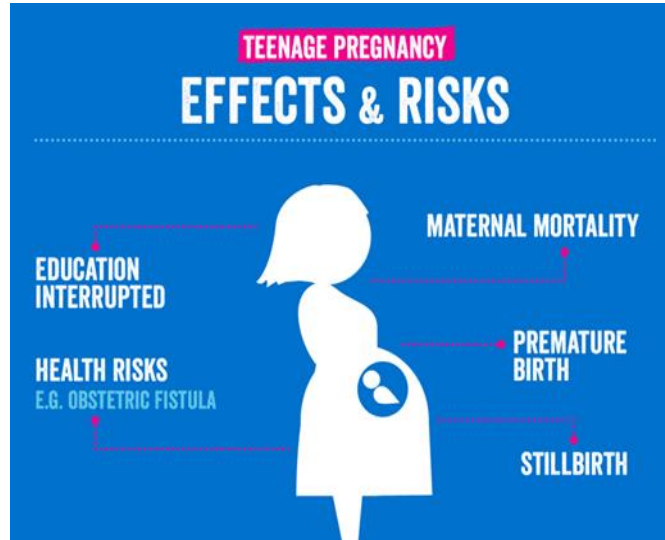 TEENAGE PREGNANCY
EFFECTS & RISKS
MATERNAL MORTALITY
EDUCATION
INTERRUPTED
PREMATURE
BIRTH
HEALTH RISKS
E.G. OBSTETRIC FISTULA
STILLBIRTH